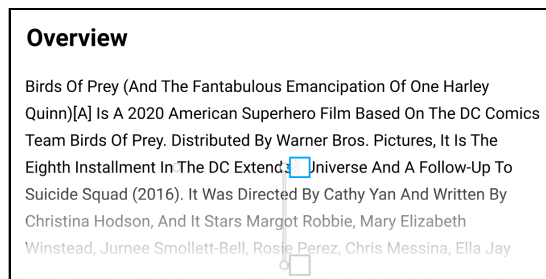 Overview
Birds Of Prey (And The Fantabulous Emancipation Of One Harley
Quinn)[A] Is A 2020 American Superhero Film Based On The DC Comics
Team Birds Of Prey. Distributed By Warner Bros. Pictures, It Is The
Eighth Installment In The DC Extended Universe And A Follow-Up To
Suicide Squad (2016). It Was Directed By Cathy Yan And Written By
Christina Hodson, And It Stars Margot Robbie, Mary Elizabeth
Winstead, Jurnee Smollett-Bell, Rosie Perez, Chris Messina, Ella Jay